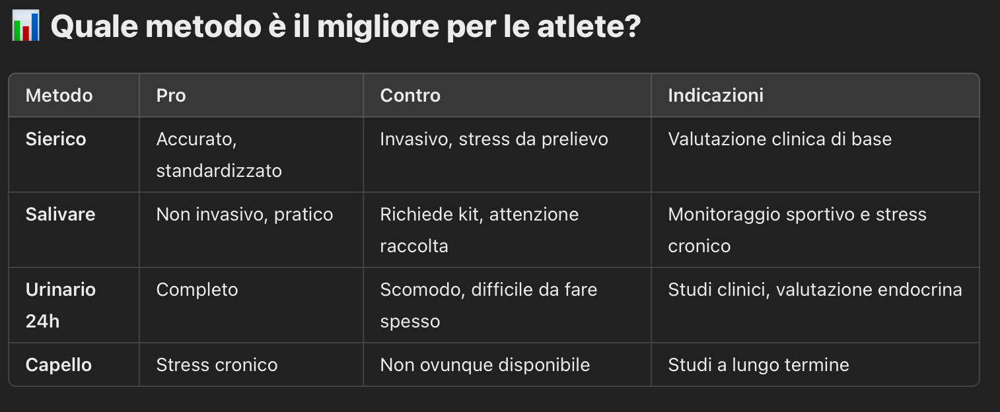 📊 Quale metodo è il migliore per le atlete?
Metodo Pro Contro Indicazioni
Sierico Accurato, Invasivo, stress da prelievo Valutazione clinica di base
standardizzato
Salivare Non invasivo, pratico Richiede kit, attenzione Monitoraggio sportivo e stress
raccolta cronico
Urinario Completo Scomodo, difficile da fare Studi clinici, valutazione endocrina
24h spesso
Capello Stress cronico Non ovunque disponibile Studi a lungo termine